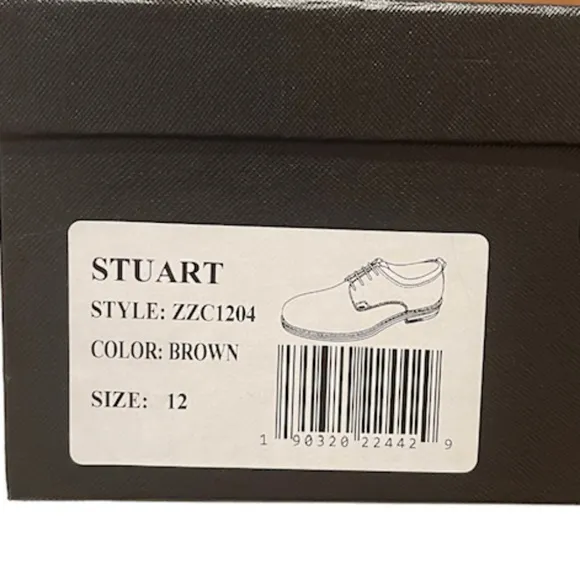 STUART
STYLE: ZZC1204
COLOR: BROWN
SIZE: 12
1 90320 22442 9